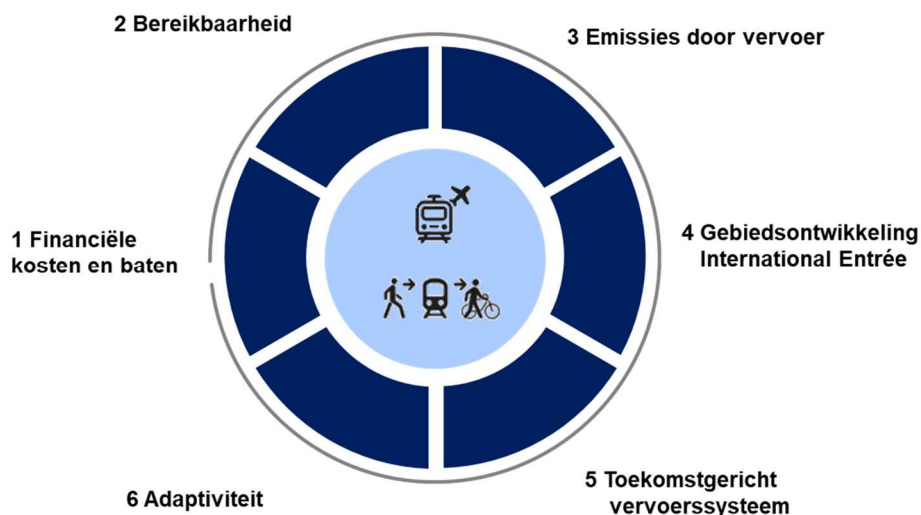 2 Bereikbaarheid
3 Emissies door vervoer
1 Financiële
kosten en baten
4 Gebiedsontwikkeling
International Entrée
6 Adaptiviteit
5 Toekomstgericht
vervoerssysteem